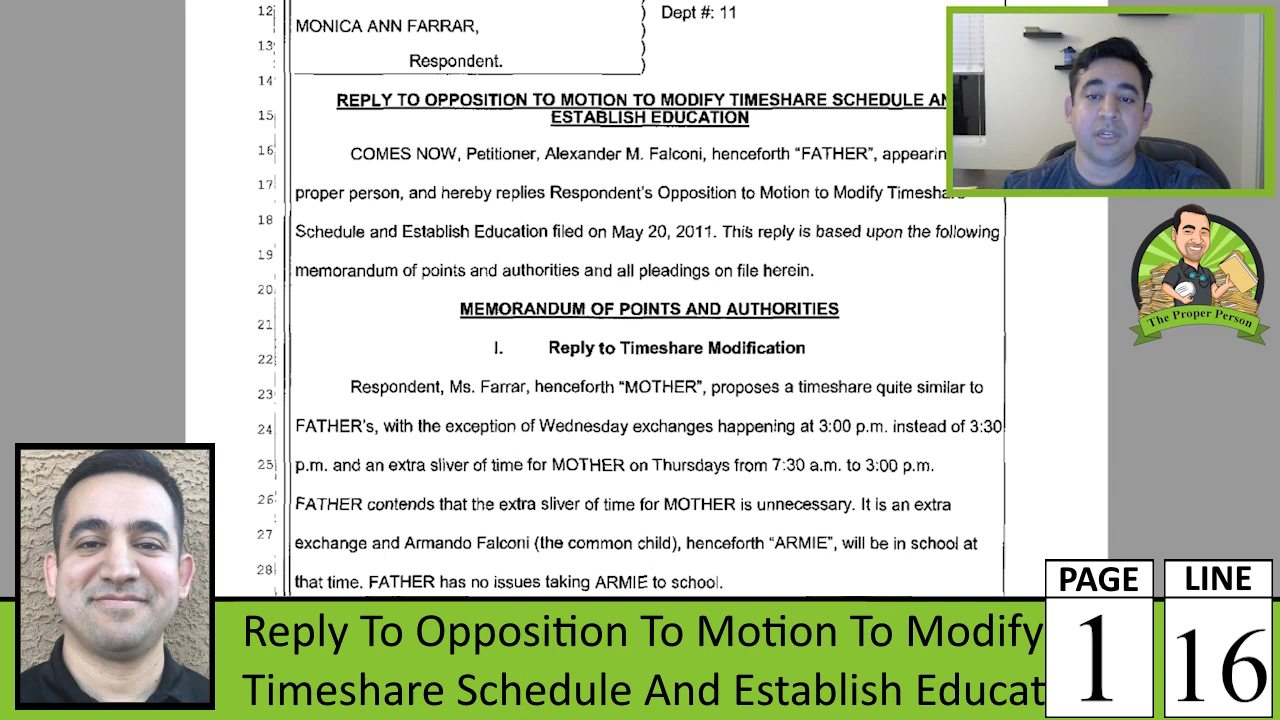 12
MONICA ANN FARRAR,
Dept #: 11
13
Respondent.
14
REPLY TO OPPOSITION TO MOTION TO MODIFY TIMESHARE SCHEDULE AN
15
ESTABLISH EDUCATION
16
COMES NOW, Petitioner, Alexander M. Falconi, henceforth “FATHER”, appearin
17
proper person, and hereby replies Respondent's Opposition to Motion to Modify Timeshare
18
Schedule and Establish Education filed on May 20, 2011. This reply is based upon the following
19
memorandum of points and authorities and all pleadings on file herein.
20
MEMORANDUM OF POINTS AND AUTHORITIES
21
I. Reply to Timeshare Modification
22
Respondent, Ms. Farrar, henceforth “MOTHER”, proposes a timeshare quite similar to
23
FATHER's, with the exception of Wednesday exchanges happening at 3:00 p.m. instead of 3:30
24
p.m. and an extra sliver of time for MOTHER on Thursdays from 7:30 a.m. to 3:00 p.m.
25
FATHER contends that the extra sliver of time for MOTHER is unnecessary. It is an extra
26
exchange and Armando Falconi (the common child), henceforth “ARMIE”, will be in school at
27
that time. FATHER has no issues taking ARMIE to school.
28
The Proper Person
Reply To Opposition To Motion To Modify
Timeshare Schedule And Establish Educat
PAGE
1
LINE
16